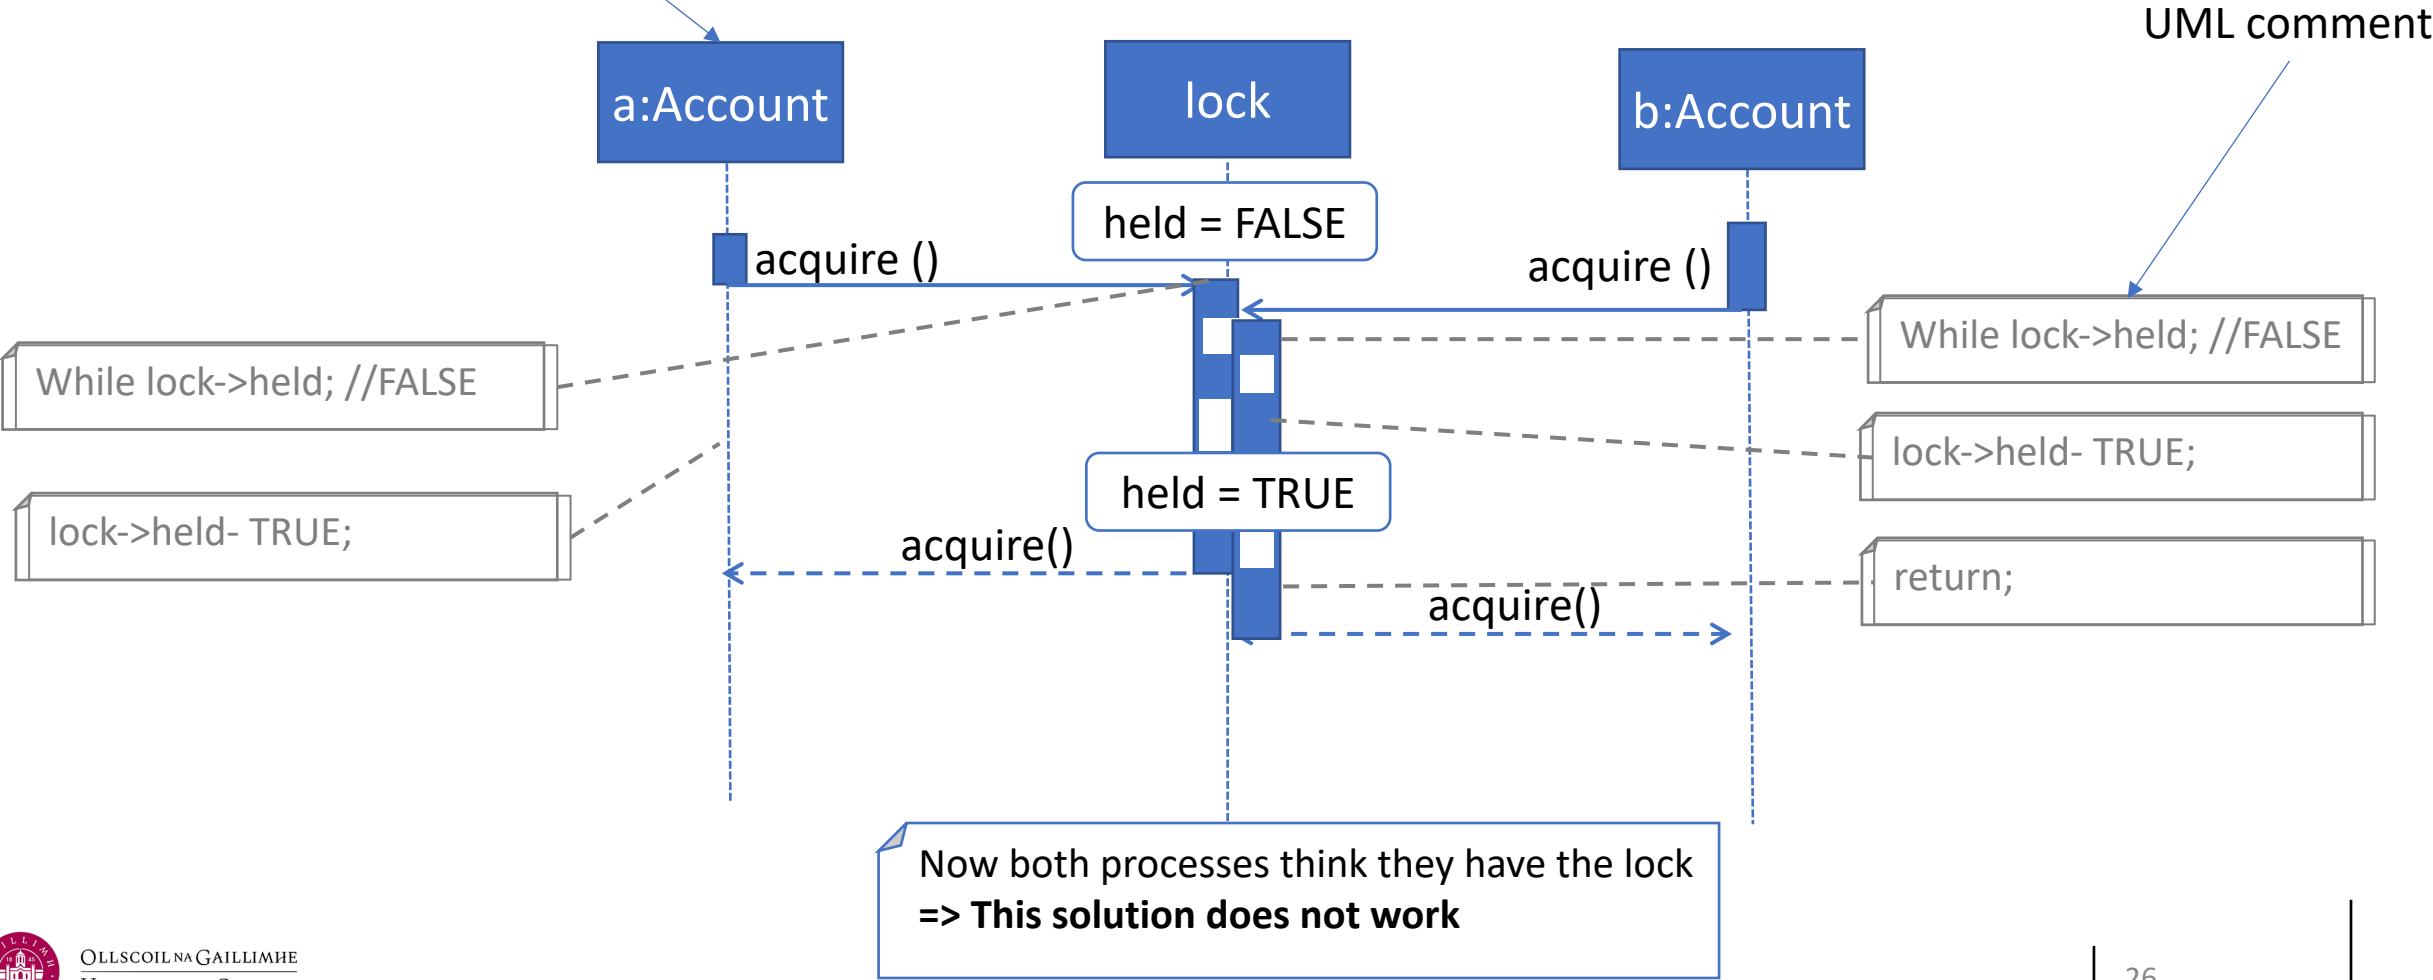 UML comment
a:Account
lock
b:Account
held = FALSE
acquire ()
acquire ()
While lock->held; //FALSE
While lock->held; //FALSE
lock->held- TRUE;
held = TRUE
lock->held- TRUE;
acquire()
return;
acquire()
Now both processes think they have the lock
=> This solution does not work
OLLSCOIL NA GAILLIMHE
26